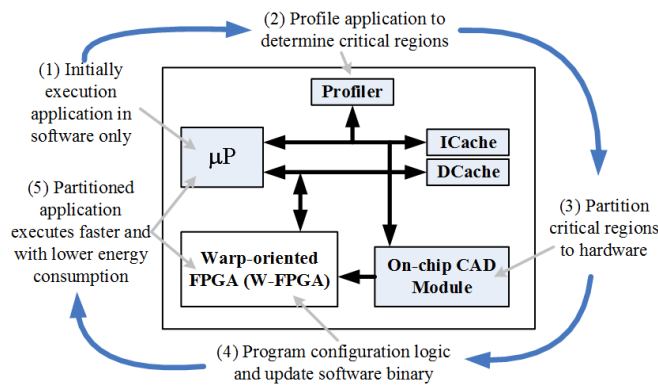 (2) Profile application to
determine critical regions
(1) Initially
execution
application in
software only
Profiler
μP
ICache
DCache
(5) Partitioned
application
executes faster and
with lower energy
consumption
(3) Partition
critical regions
to hardware
Warp-oriented
FPGA (W-FPGA)
On-chip CAD
Module
(4) Program configuration logic
and update software binary